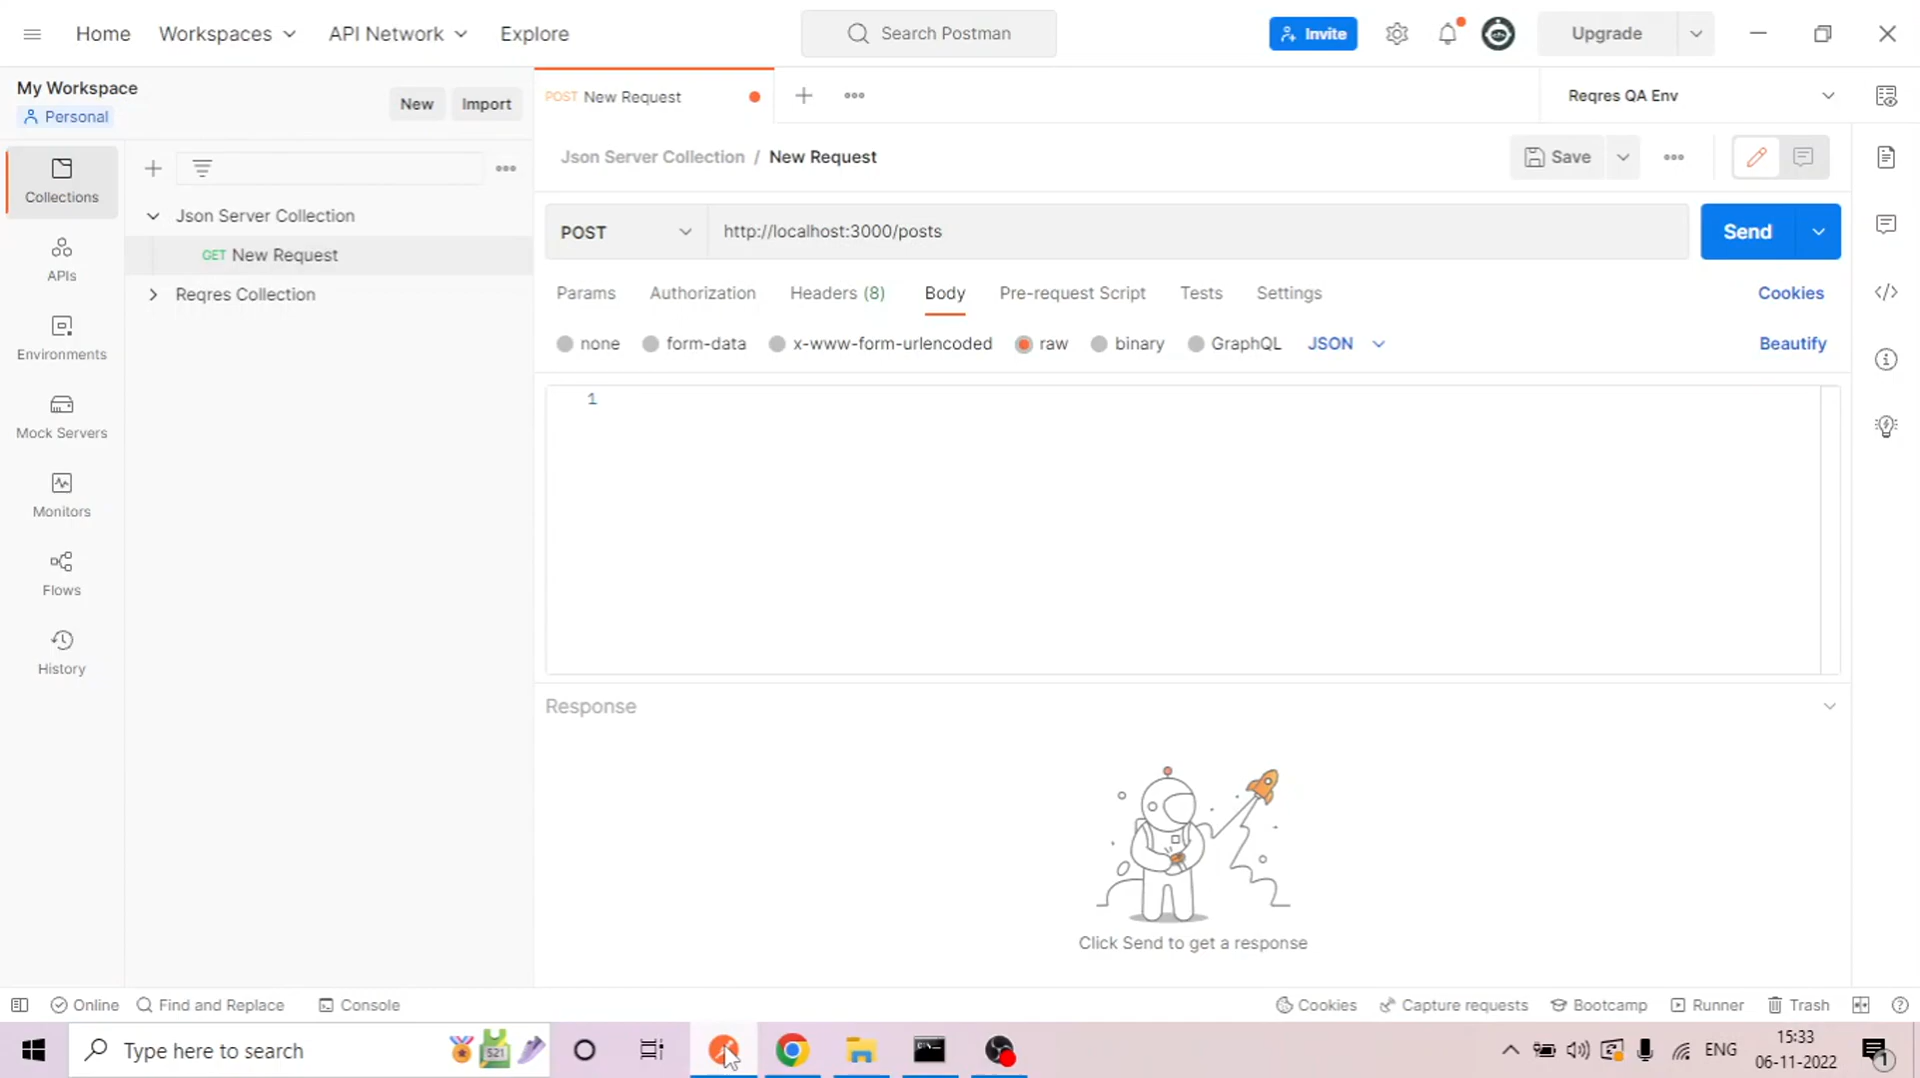 Home Workspaces API Network Explore Search Postman Invite Upgrade
My Workspace
Personal
New Import
POST New Request
Reqres QA Env
Json Server Collection / New Request
Save
Collections
Json Server Collection
GET New Request
Reqres Collection
APIs
Environments
Mock Servers
Monitors
Flows
History
POST http://localhost:3000/posts Send
Params Authorization Headers (8) Body Pre-request Script Tests Settings Cookies
none form-data x-www-form-urlencoded raw binary GraphQL JSON Beautify
1
Response
Click Send to get a response
Online Find and Replace Console Cookies Capture requests Bootcamp Runner Trash
Type here to search
$21
ENG
15:33
06-11-2022
1